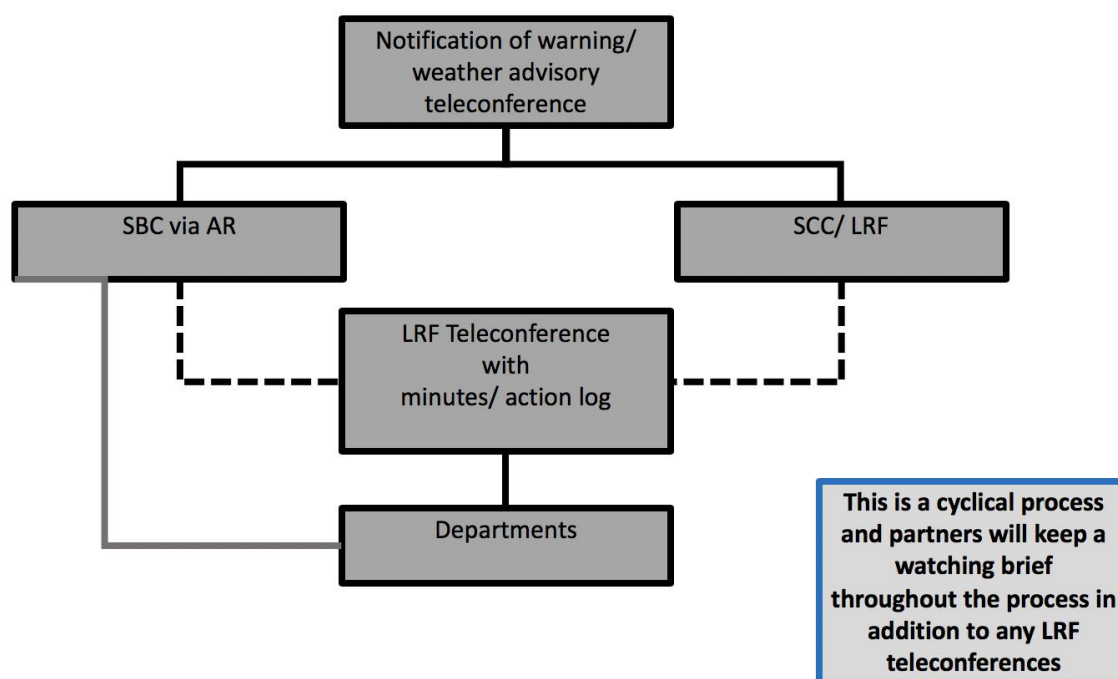 Notification of warning/
weather advisory
teleconference
SBC via AR
SCC/ LRF
LRF Teleconference
with
minutes/ action log
Departments
This is a cyclical process
and partners will keep a
watching brief
throughout the process in
addition to any LRF
teleconferences